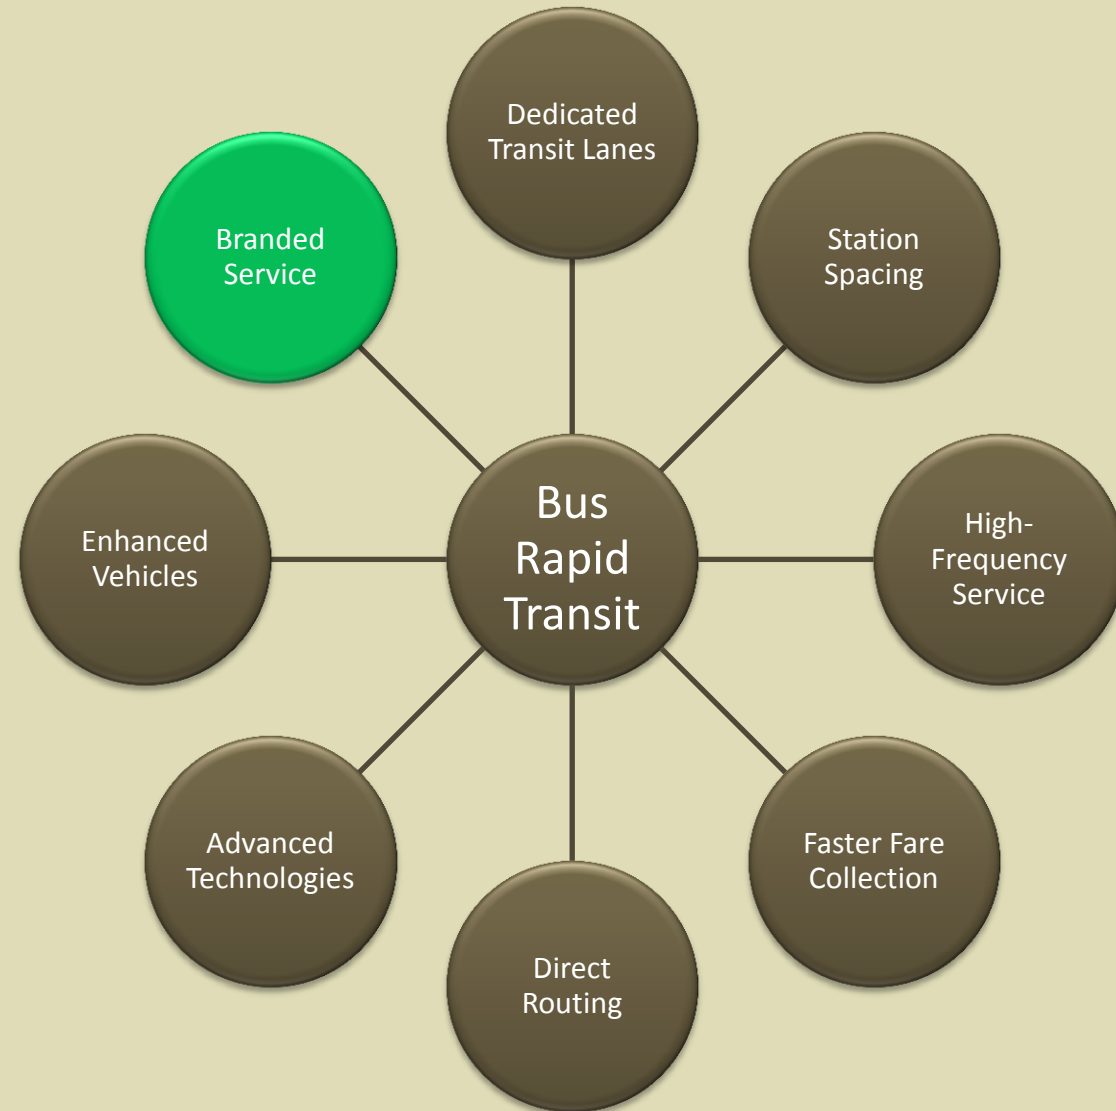 Dedicated
Transit Lanes
Branded
Service
Station
Spacing
Enhanced
Vehicles
Bus
Rapid
Transit
High-
Frequency
Service
Advanced
Technologies
Faster Fare
Collection
Direct
Routing